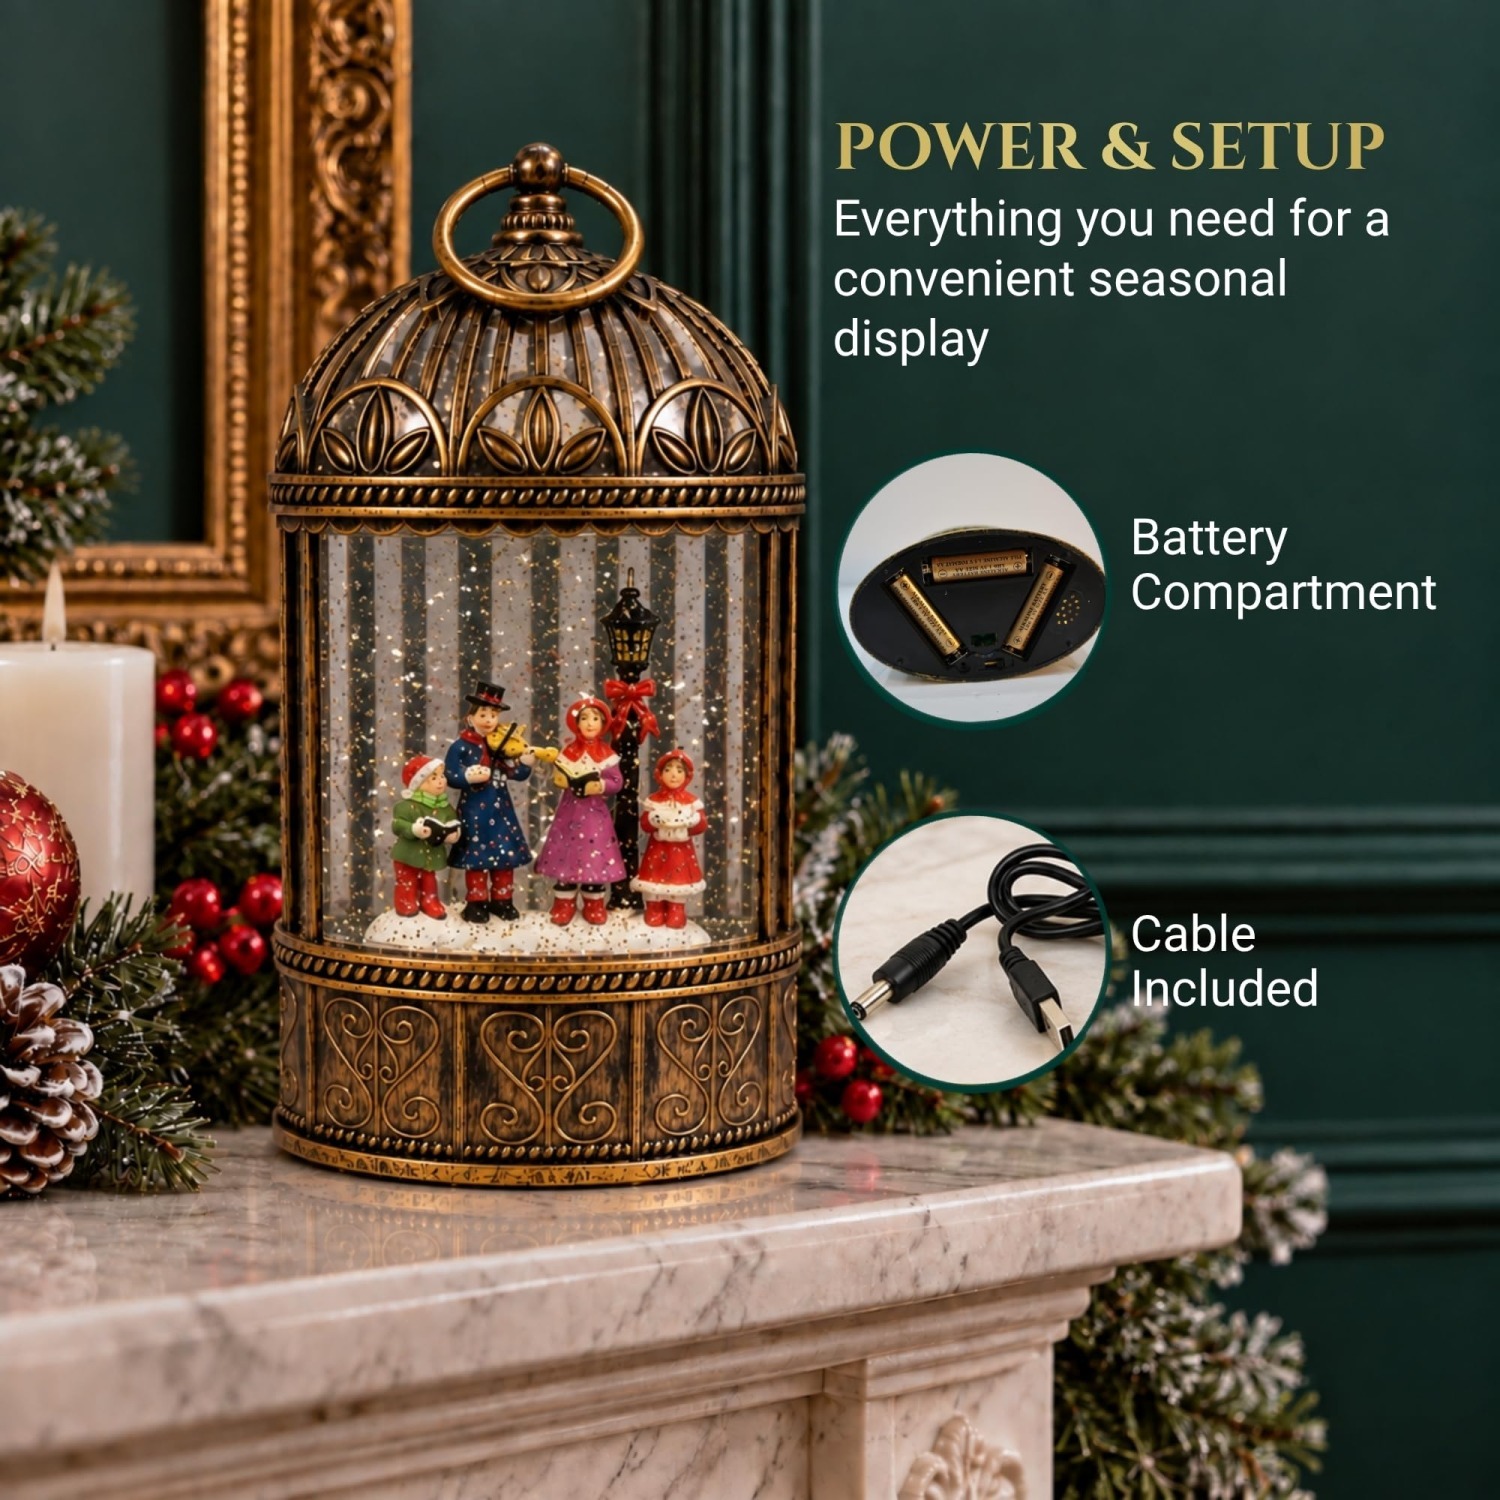 POWER & SETUP
Everything you need for a
convenient seasonal
display
Battery
Compartment
Cable
Included